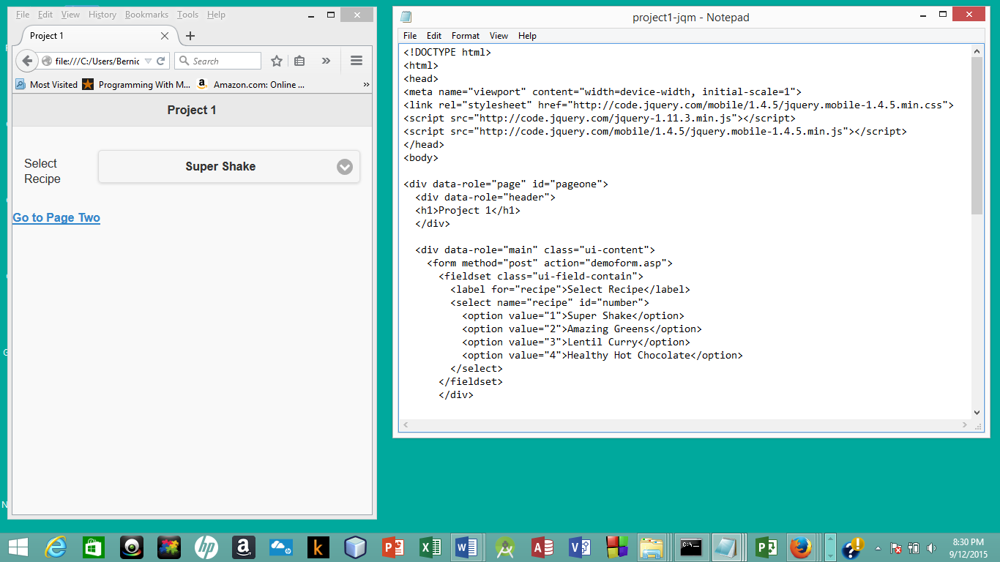 File Edit View History Bookmarks Tools Help
Project 1
file:///C:/Users/Bernic
Search
Most Visited Programming With M... Amazon.com: Online ...
Project 1
Select
Recipe
Super Shake
Go to Page Two
project1-jqm - Notepad
File Edit Format View Help
<!DOCTYPE html>
<html>
<head>
<meta name="viewport" content="width=device-width, initial-scale=1">
<link rel="stylesheet" href="http://code.jquery.com/mobile/1.4.5/jquery.mobile-1.4.5.min.css">
<script src="http://code.jquery.com/jquery-1.11.3.min.js"></script>
<script src="http://code.jquery.com/mobile/1.4.5/jquery.mobile-1.4.5.min.js"></script>
</head>
<body>
<div data-role="page" id="pageone">
<div data-role="header">
<h1>Project 1</h1>
</div>
<div data-role="main" class="ui-content">
<form method="post" action="demoform.asp">
<fieldset class="ui-field-contain">
<label for="recipe">Select Recipe</label>
<select name="recipe" id="number">
<option value="1">Super Shake</option>
<option value="2">Amazing Greens</option>
<option value="3">Lentil Curry</option>
<option value="4">Healthy Hot Chocolate</option>
</select>
</fieldset>
</div>
8:30 PM
9/12/2015